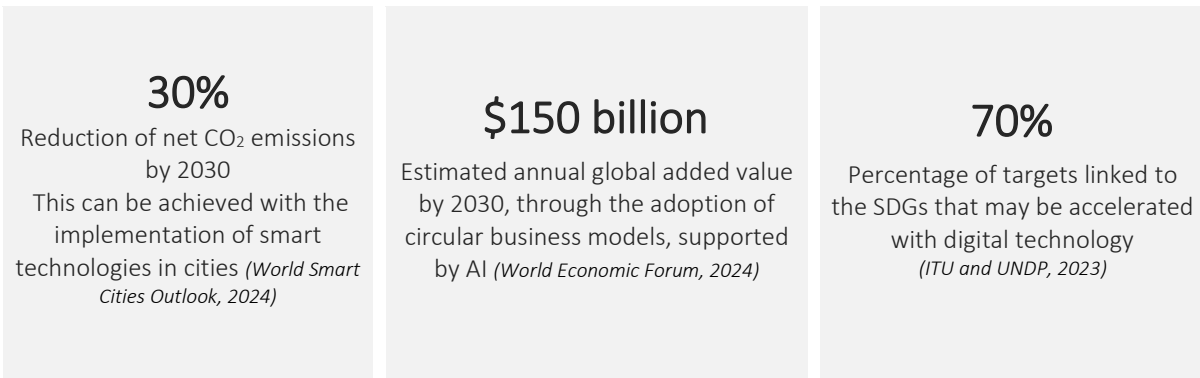 30%
Reduction of net CO₂ emissions
by 2030
This can be achieved with the
implementation of smart
technologies in cities (World Smart
Cities Outlook, 2024)
$150 billion
Estimated annual global added value
by 2030, through the adoption of
circular business models, supported
by AI (World Economic Forum, 2024)
70%
Percentage of targets linked to
the SDGs that may be accelerated
with digital technology
(ITU and UNDP, 2023)